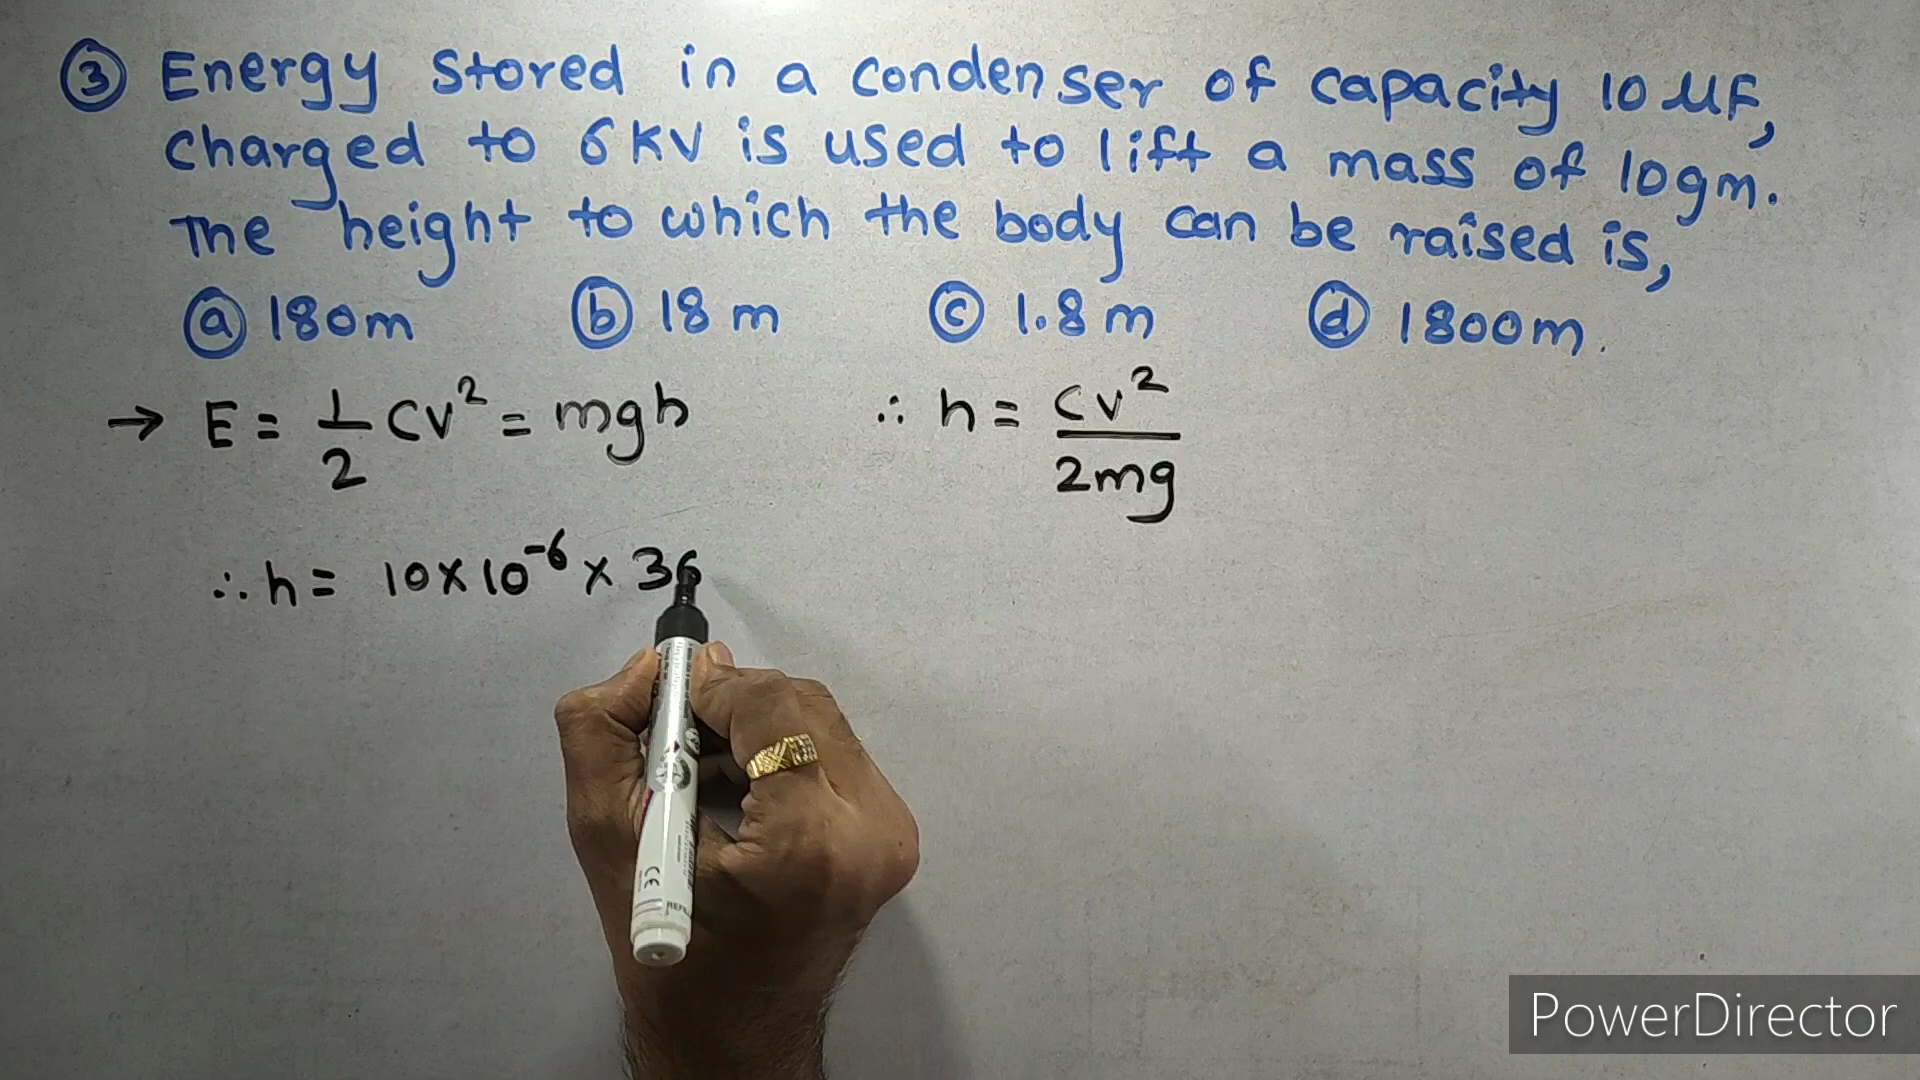 ③ Energy stored in a condenser of capacity 10 μF,
charged to 6 KV is used to lift a mass of 10gm.
The height to which the body can be raised is,
ⓐ 180m ⓑ 18 m ⓒ 1.8 m ⓓ 1800m.
→ E = 1/2 CV² = mgh ∴ h = CV²/2mg
∴ h = 10 × 10⁻⁶ × 36
CE
PowerDirector